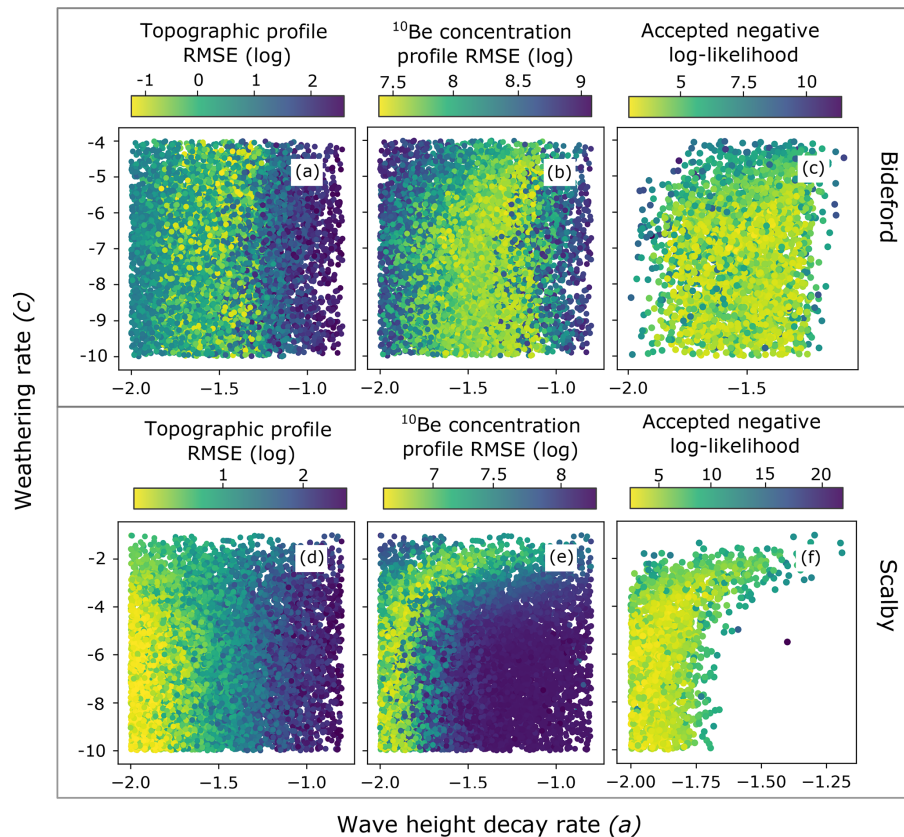 Topographic profile
RMSE (log)
-1 0 1 2
¹⁰Be concentration
profile RMSE (log)
7.5 8 8.5 9
Accepted negative
log-likelihood
5 7.5 10
-4
-5
-6
-7
-8
-9
-10
(a)
(b)
(c)
−2.0 −1.5 −1.0
−2.0 −1.5 −1.0
−2.0 −1.5
Bideford
Weathering rate (c)
Topographic profile
RMSE (log)
1 2
¹⁰Be concentration
profile RMSE (log)
7 7.5 8
Accepted negative
log-likelihood
5 10 15 20
-2
-4
-6
-8
-10
(d)
(e)
(f)
−2.0 −1.5 −1.0
−2.0 −1.5 −1.0
−2.00 −1.75 −1.50 −1.25
Scalby
Wave height decay rate (a)